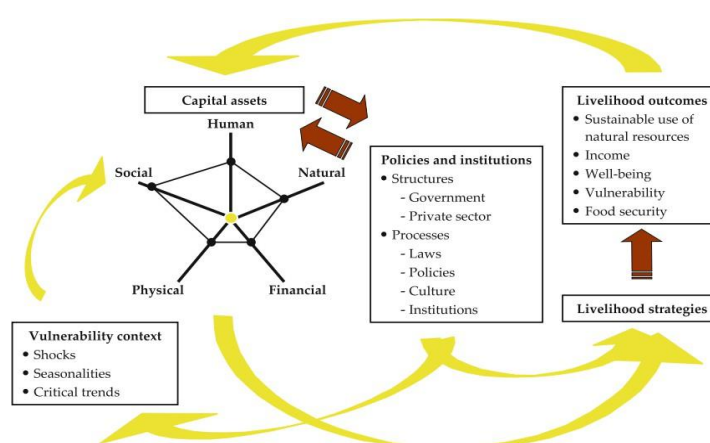 Capital assets
Human
Social
Natural
Physical
Financial
Vulnerability context
• Shocks
• Seasonalities
• Critical trends
Policies and institutions
• Structures
- Government
- Private sector
• Processes
- Laws
- Policies
- Culture
- Institutions
Livelihood outcomes
• Sustainable use of
natural resources
• Income
• Well-being
• Vulnerability
• Food security
Livelihood strategies